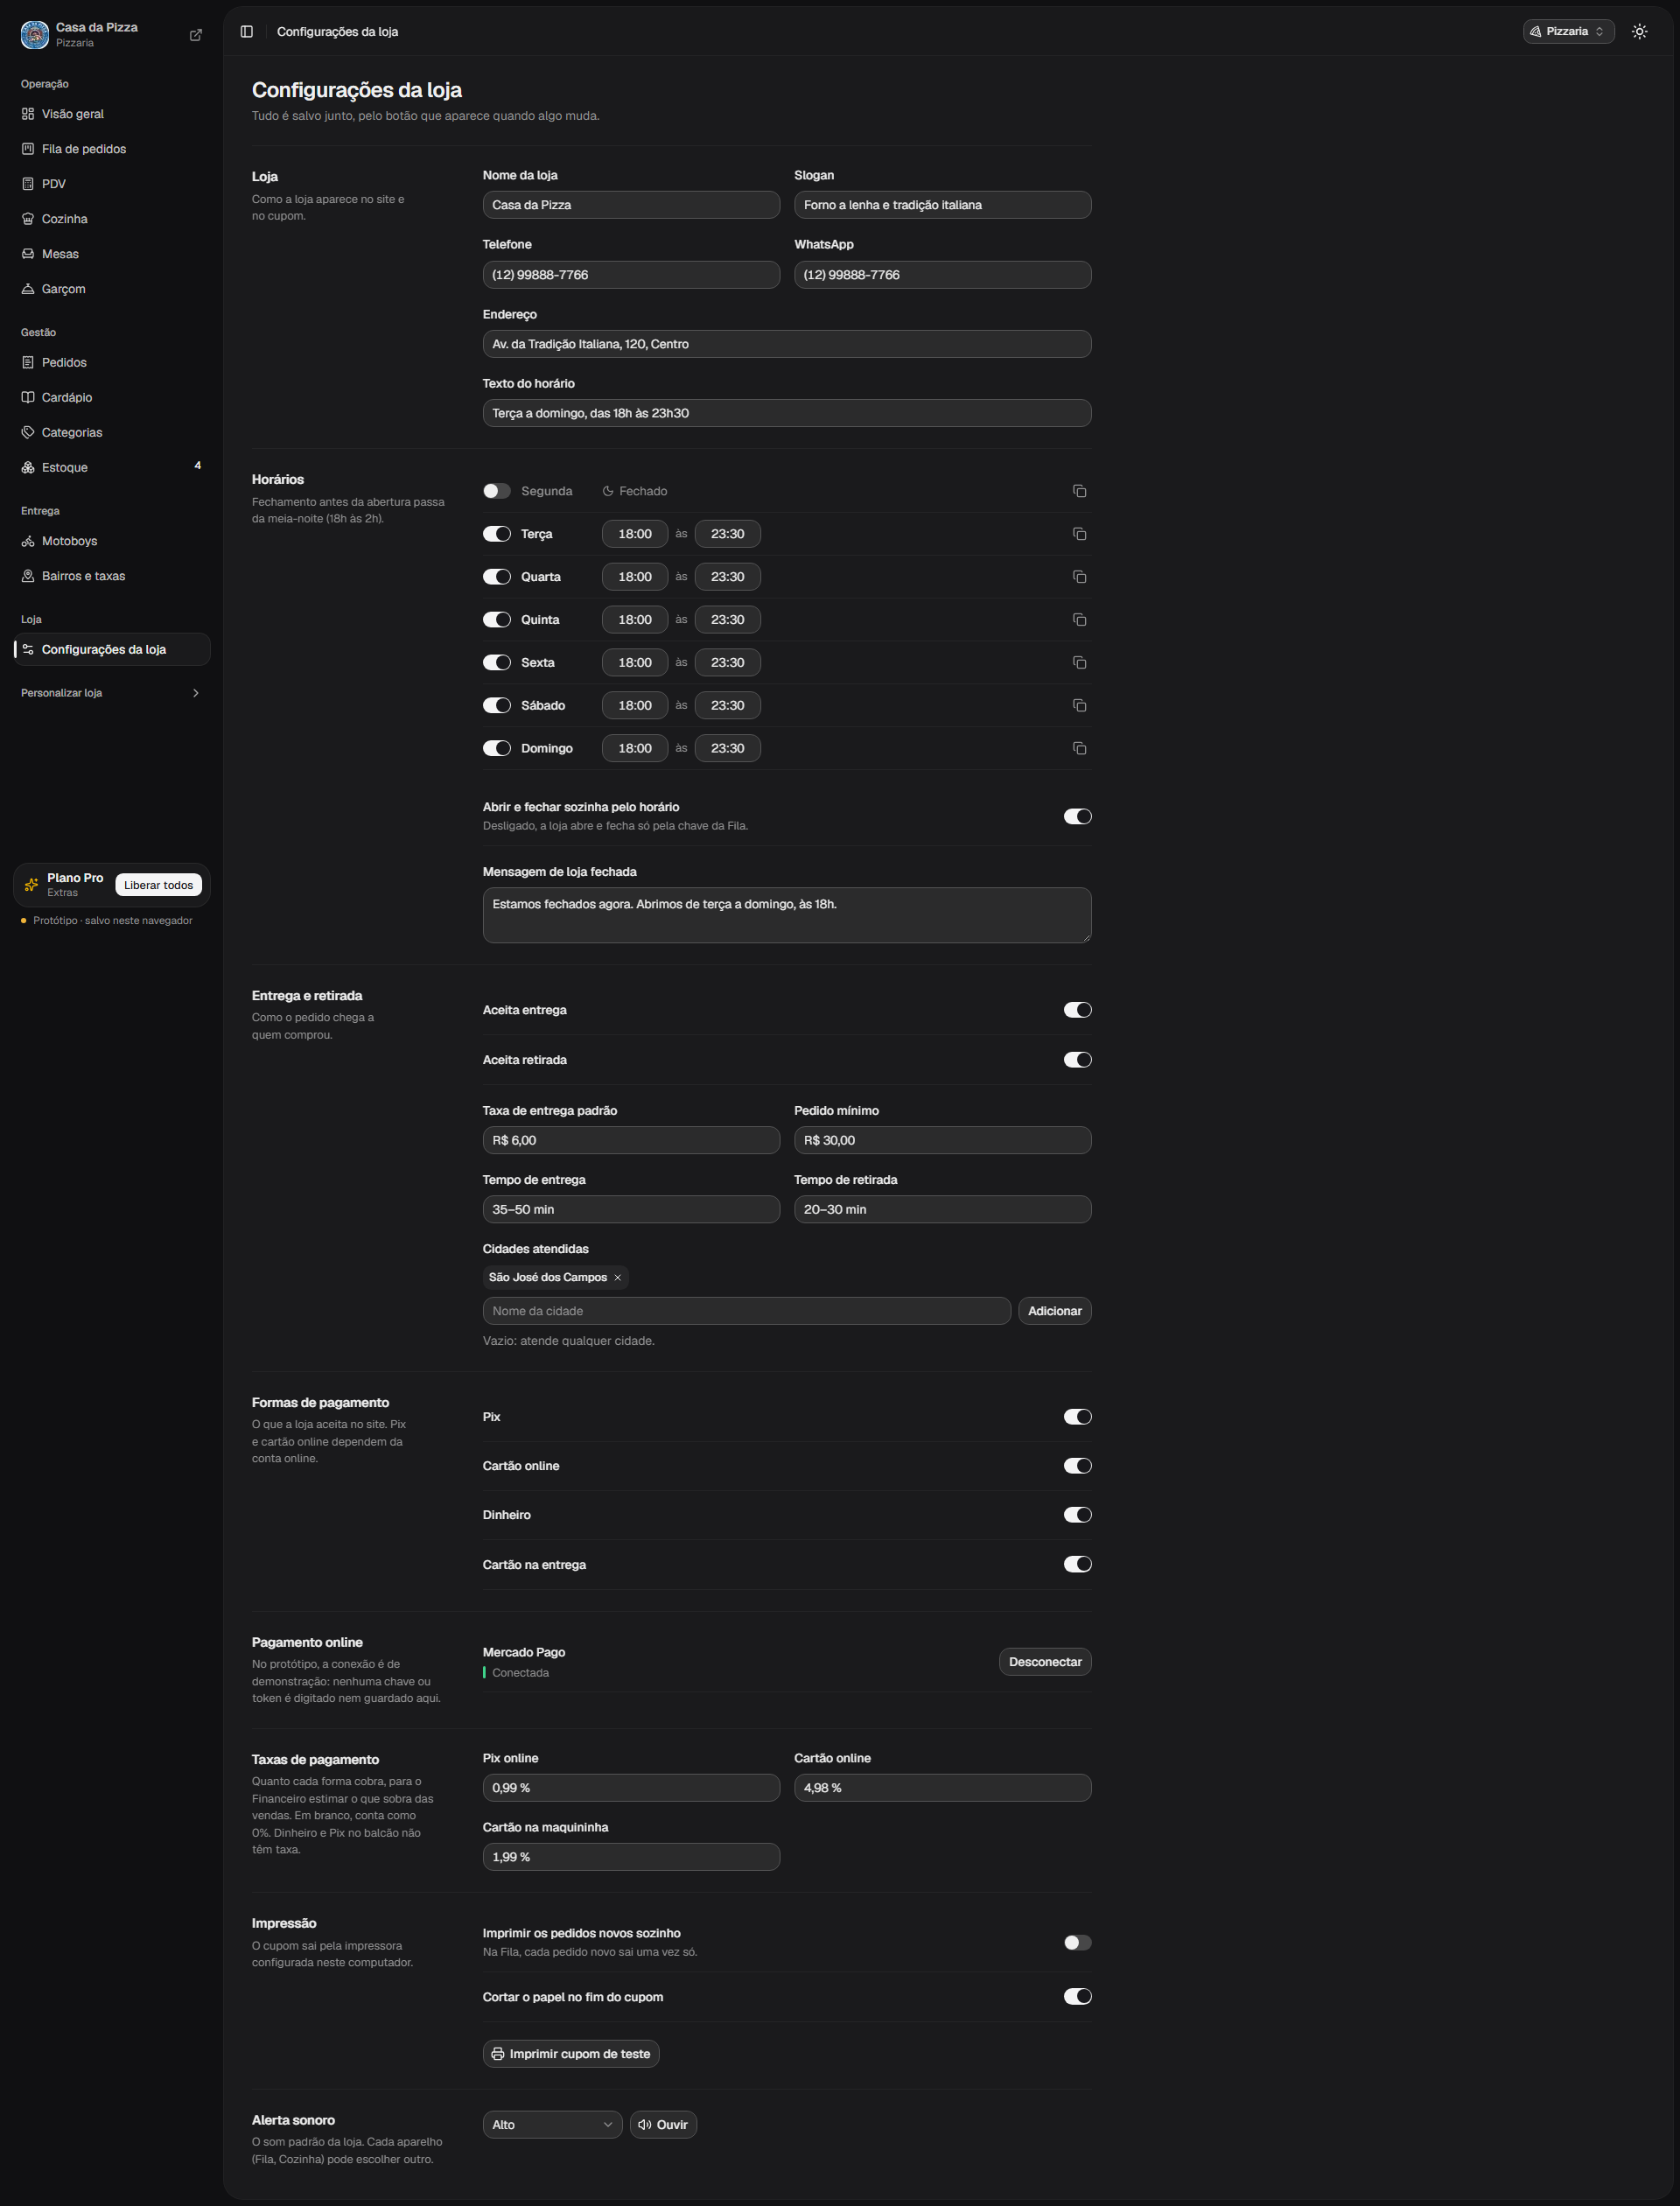 Casa da Pizza
Pizzaria
Operação
Visão geral
Fila de pedidos
PDV
Cozinha
Mesas
Garçom
Gestão
Pedidos
Cardápio
Categorias
Estoque 4
Entrega
Motoboys
Bairros e taxas
Loja
Configurações da loja
Personalizar loja
Plano Pro
Extras
Liberar todos
Protótipo · salvo neste navegador
Configurações da loja
Pizzaria
Configurações da loja
Tudo é salvo junto, pelo botão que aparece quando algo muda.
Loja
Como a loja aparece no site e
no cupom.
Nome da loja
Casa da Pizza
Slogan
Forno a lenha e tradição italiana
Telefone
(12) 99888-7766
WhatsApp
(12) 99888-7766
Endereço
Av. da Tradição Italiana, 120, Centro
Texto do horário
Terça a domingo, das 18h às 23h30
Horários
Fechamento antes da abertura passa
da meia-noite (18h às 2h).
Segunda Fechado
Terça 18:00 às 23:30
Quarta 18:00 às 23:30
Quinta 18:00 às 23:30
Sexta 18:00 às 23:30
Sábado 18:00 às 23:30
Domingo 18:00 às 23:30
Abrir e fechar sozinha pelo horário
Desligado, a loja abre e fecha só pela chave da Fila.
Mensagem de loja fechada
Estamos fechados agora. Abrimos de terça a domingo, às 18h.
Entrega e retirada
Como o pedido chega a
quem comprou.
Aceita entrega
Aceita retirada
Taxa de entrega padrão
R$ 6,00
Pedido mínimo
R$ 30,00
Tempo de entrega
35–50 min
Tempo de retirada
20–30 min
Cidades atendidas
São José dos Campos ×
Nome da cidade
Adicionar
Vazio: atende qualquer cidade.
Formas de pagamento
O que a loja aceita no site. Pix
e cartão online dependem da
conta online.
Pix
Cartão online
Dinheiro
Cartão na entrega
Pagamento online
No protótipo, a conexão é de
demonstração: nenhuma chave ou
token é digitado nem guardado aqui.
Mercado Pago
Conectada
Desconectar
Taxas de pagamento
Quanto cada forma cobra, para o
Financeiro estimar o que sobra das
vendas. Em branco, conta como
0%. Dinheiro e Pix no balcão não
têm taxa.
Pix online
0,99 %
Cartão online
4,98 %
Cartão na maquininha
1,99 %
Impressão
O cupom sai pela impressora
configurada neste computador.
Imprimir os pedidos novos sozinho
Na Fila, cada pedido novo sai uma vez só.
Cortar o papel no fim do cupom
Imprimir cupom de teste
Alerta sonoro
O som padrão da loja. Cada aparelho
(Fila, Cozinha) pode escolher outro.
Alto
Ouvir